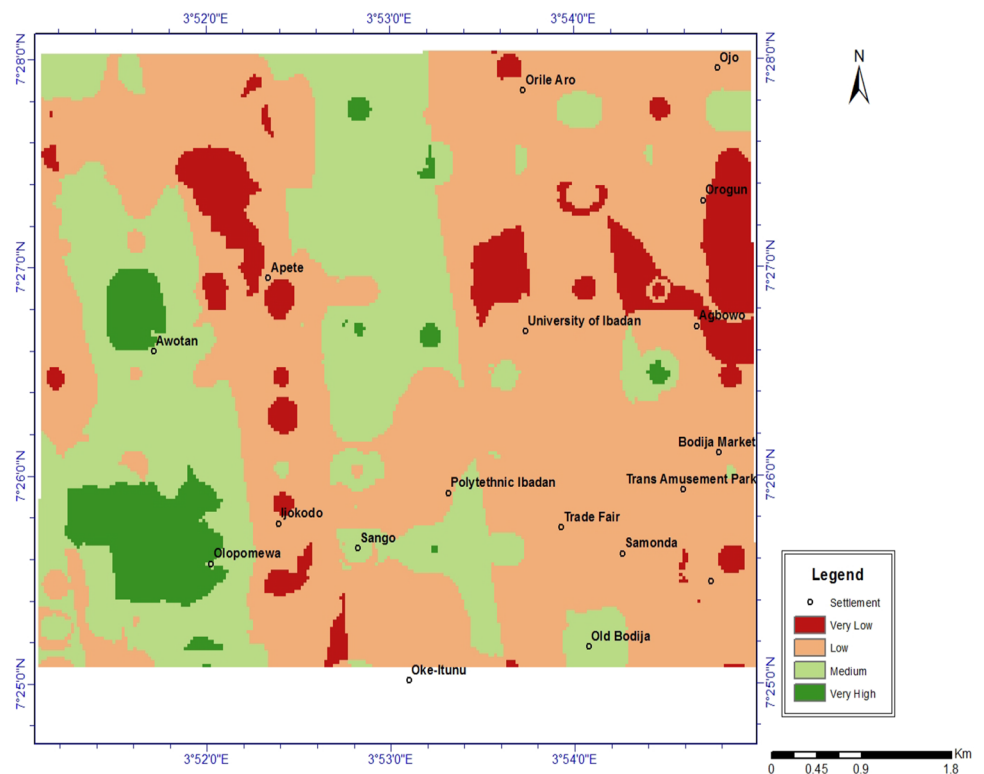 3°52'0"E 3°53'0"E 3°54'0"E
7°28'0"N
7°28'0"N
N
Ojo
Orile Aro
Orogun
7°27'0"N
7°27'0"N
Apete
University of Ibadan
Agbowo
Awotan
Bodija Market
7°26'0"N
7°26'0"N
Trans Amusement Park
Polytethnic Ibadan
Ijokodo
Trade Fair
Sango
Samonda
Olopomewa
Old Bodija
Oke-Itunu
7°25'0"N
7°25'0"N
Legend
Settlement
Very Low
Low
Medium
Very High
3°52'0"E 3°53'0"E 3°54'0"E
Km
0 0.45 0.9 1.8